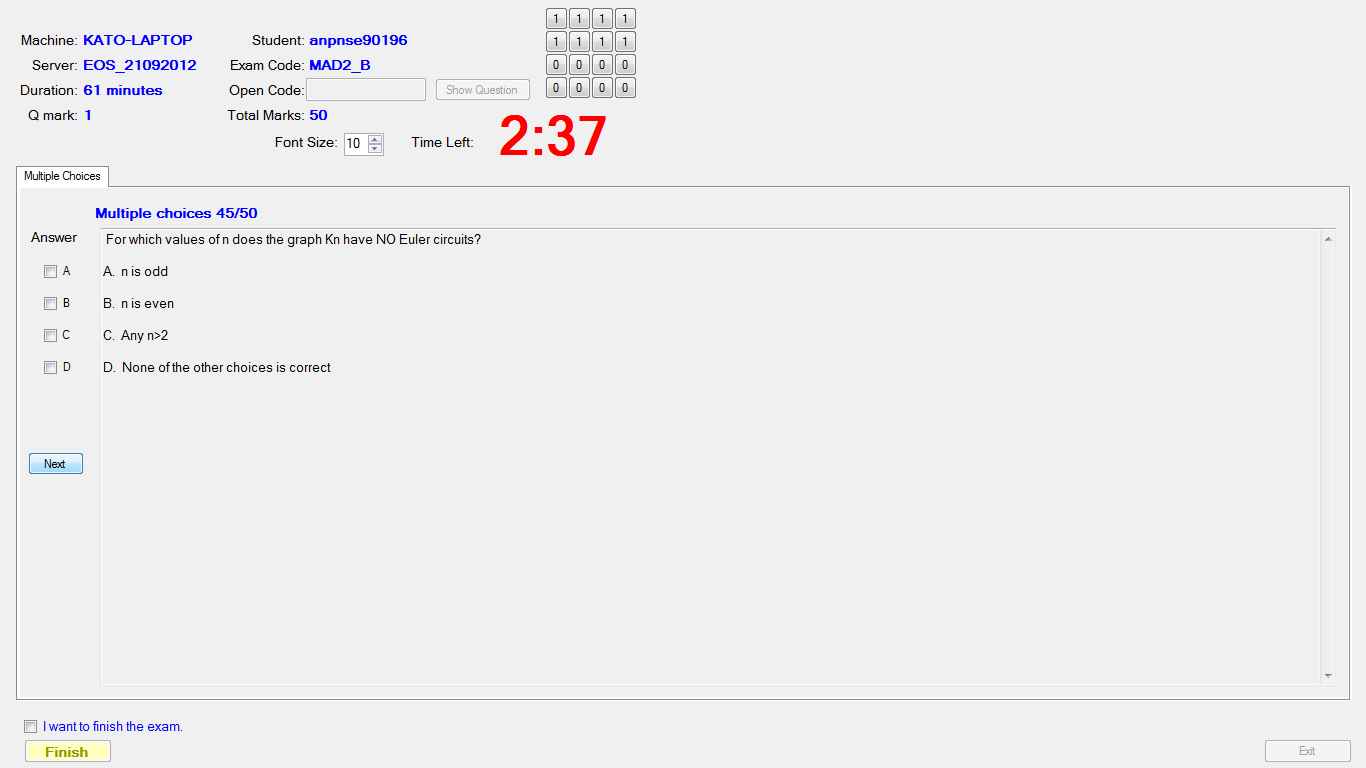 1 1 1 1
Machine: KATO-LAPTOP Student: anpnse90196
1 1 1 1
Server: EOS_21092012 Exam Code: MAD2_B
0 0 0 0
Duration: 61 minutes Open Code: Show Question
0 0 0 0
Q mark: 1 Total Marks: 50
Font Size: 10 Time Left: 2:37
Multiple Choices
Multiple choices 45/50
Answer
For which values of n does the graph Kn have NO Euler circuits?
A A. n is odd
B B. n is even
C C. Any n>2
D D. None of the other choices is correct
Next
I want to finish the exam.
Finish Exit